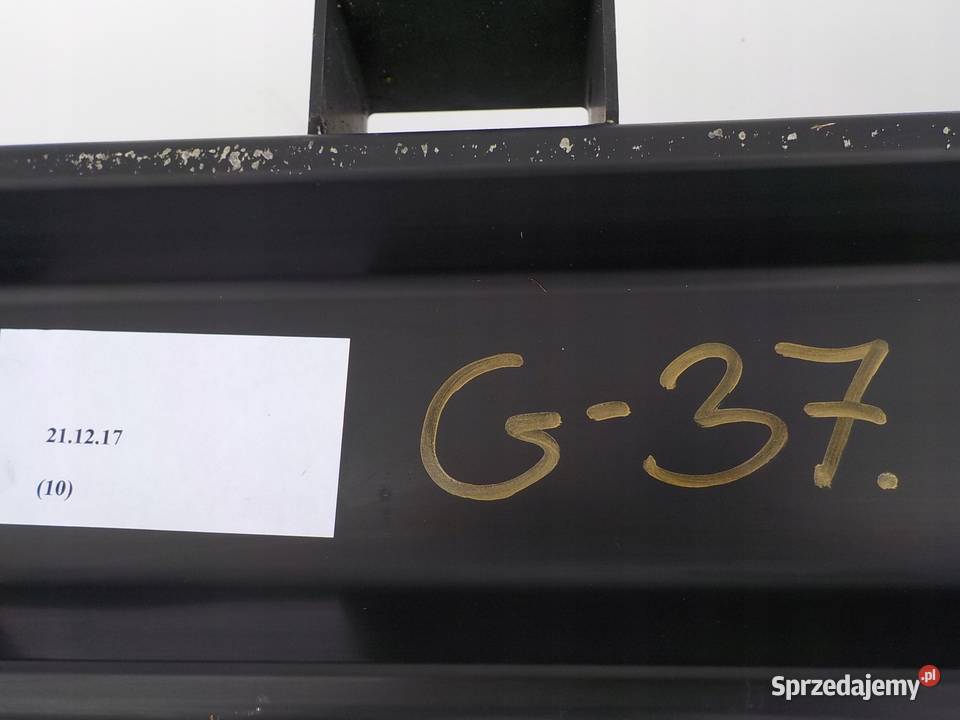 21.12.17
(10)
G-37.
Sprzedajemy.pl